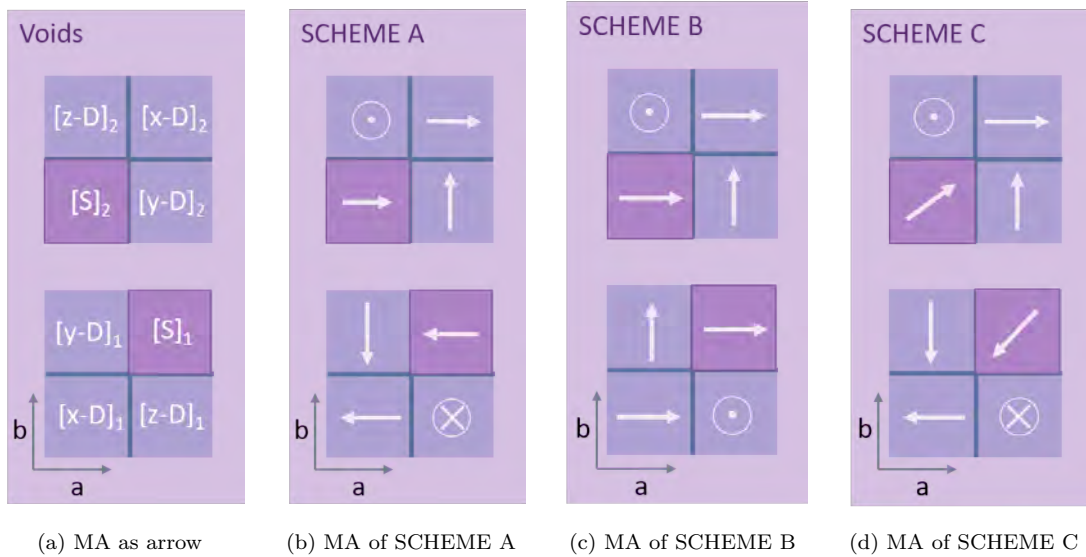 Voids
[z-D]2 [x-D]2
[S]2 [y-D]2
[y-D]1 [S]1
[x-D]1 [z-D]1
b
a
SCHEME A
b
a
SCHEME B
b
a
SCHEME C
b
a
(a) MA as arrow (b) MA of SCHEME A (c) MA of SCHEME B (d) MA of SCHEME C